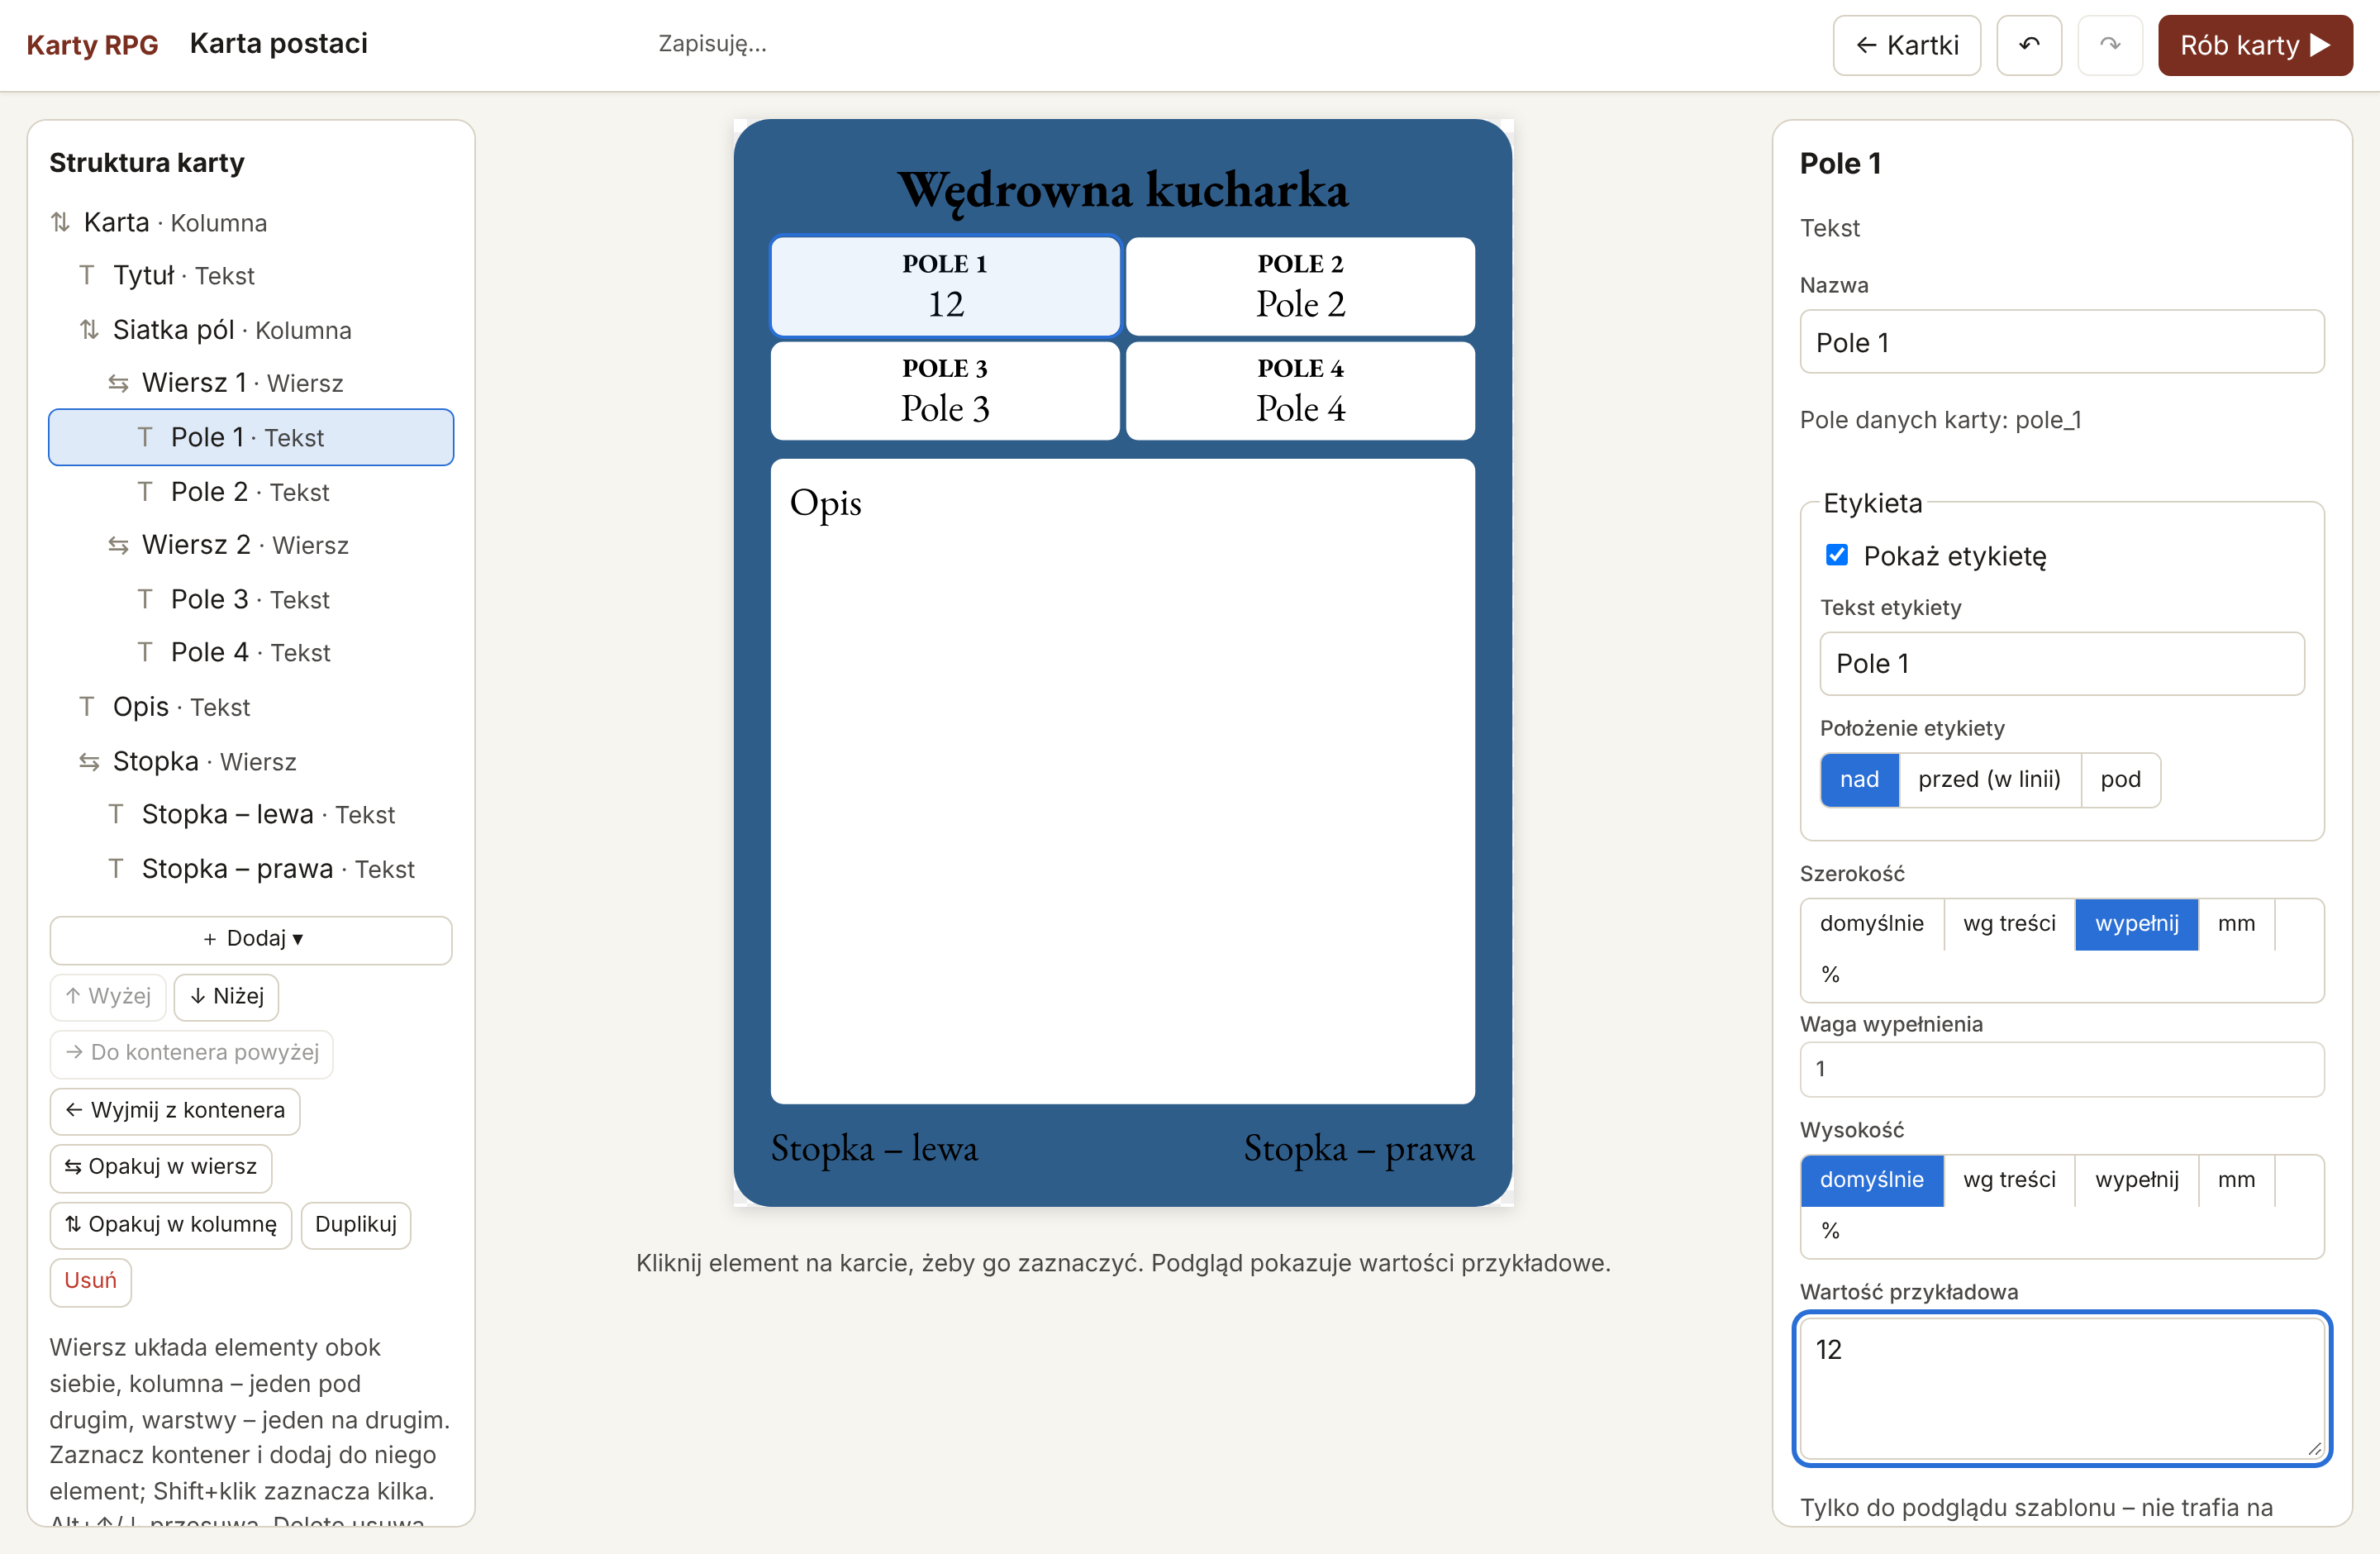 Karty RPG Karta postaci Zapisuję... ← Kartki ↶ ↷ Rób karty ▶
Struktura karty
⇅ Karta · Kolumna
T Tytuł · Tekst
⇅ Siatka pól · Kolumna
⇆ Wiersz 1 · Wiersz
T Pole 1 · Tekst
T Pole 2 · Tekst
⇆ Wiersz 2 · Wiersz
T Pole 3 · Tekst
T Pole 4 · Tekst
T Opis · Tekst
⇆ Stopka · Wiersz
T Stopka – lewa · Tekst
T Stopka – prawa · Tekst
+ Dodaj ▾
↑ Wyżej ↓ Niżej
→ Do kontenera powyżej
← Wyjmij z kontenera
⇆ Opakuj w wiersz
⇅ Opakuj w kolumnę Duplikuj
Usuń
Wiersz układa elementy obok
siebie, kolumna – jeden pod
drugim, warstwy – jeden na drugim.
Zaznacz kontener i dodaj do niego
element; Shift+klik zaznacza kilka.
Alt+↑/↓ przesuwa, Delete usuwa
Wędrowna kucharka
POLE 1 POLE 2
12 Pole 2
POLE 3 POLE 4
Pole 3 Pole 4
Opis
Stopka – lewa Stopka – prawa
Kliknij element na karcie, żeby go zaznaczyć. Podgląd pokazuje wartości przykładowe.
Pole 1
Tekst
Nazwa
Pole 1
Pole danych karty: pole_1
Etykieta
Pokaż etykietę
Tekst etykiety
Pole 1
Położenie etykiety
nad przed (w linii) pod
Szerokość
domyślnie wg treści wypełnij mm
%
Waga wypełnienia
1
Wysokość
domyślnie wg treści wypełnij mm
%
Wartość przykładowa
12
Tylko do podglądu szablonu – nie trafia na